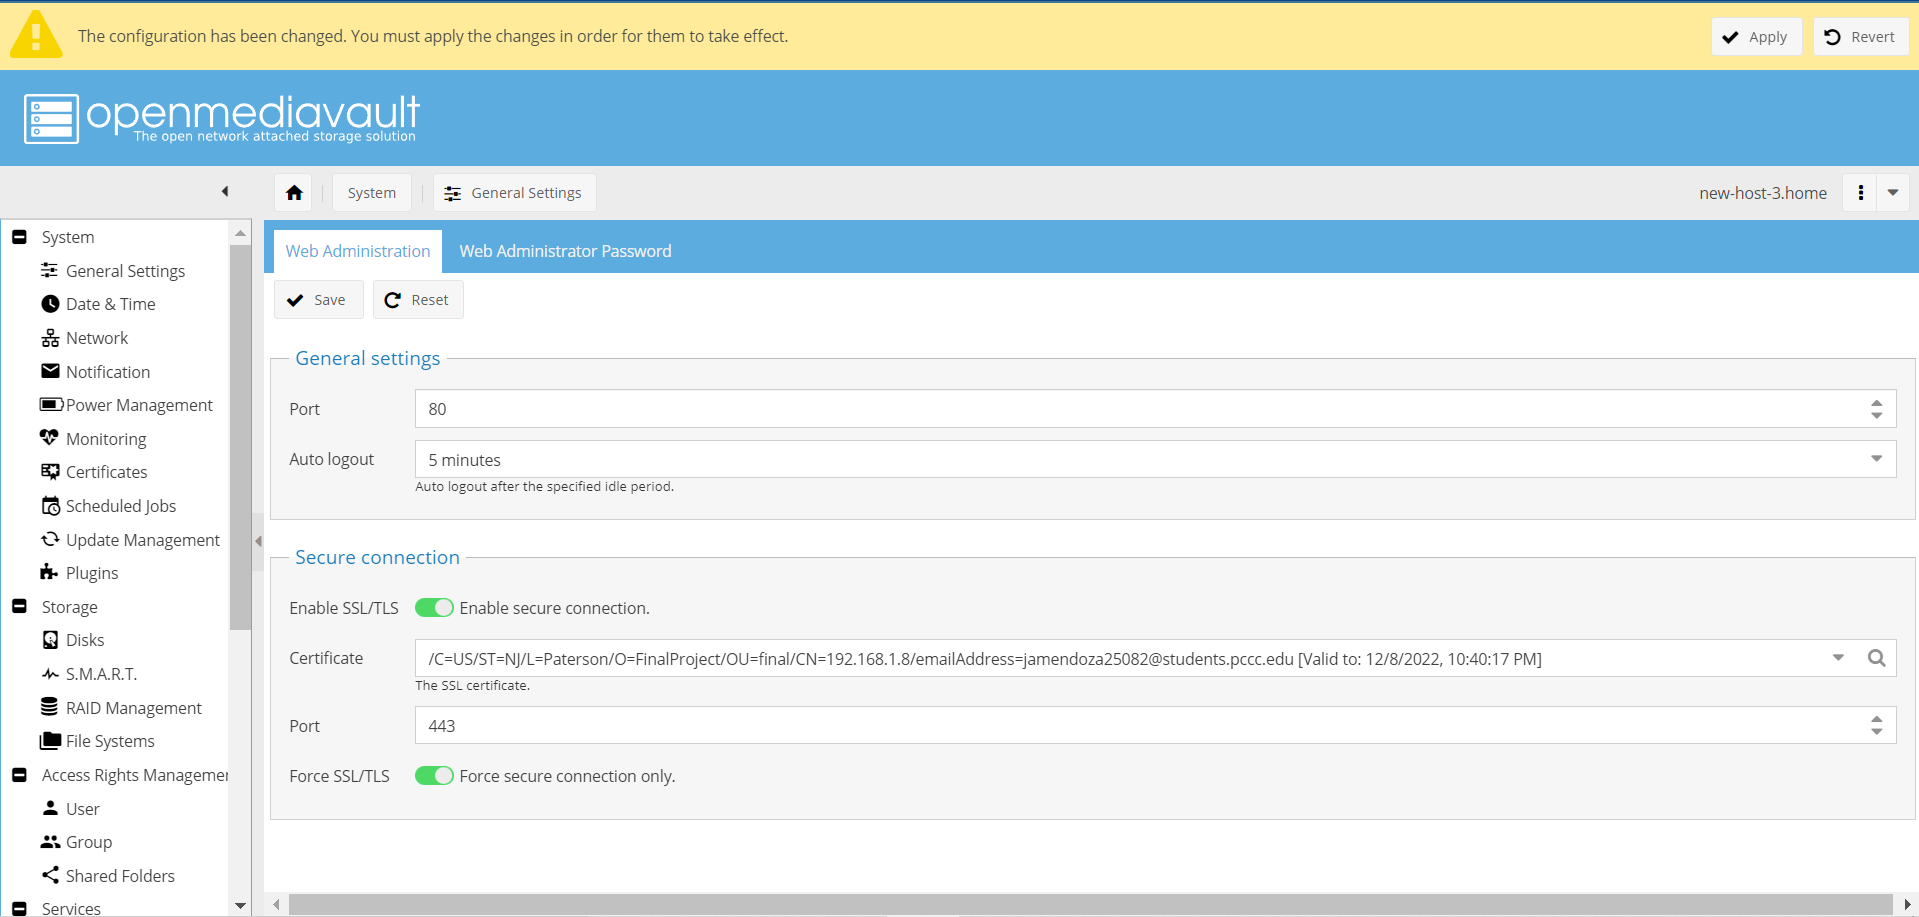 The configuration has been changed. You must apply the changes in order for them to take effect.
Apply
Revert
openmediavault
The open network attached storage solution
System
General Settings
new-host-3.home
System
General Settings
Date & Time
Network
Notification
Power Management
Monitoring
Certificates
Scheduled Jobs
Update Management
Plugins
Storage
Disks
S.M.A.R.T.
RAID Management
File Systems
Access Rights Managemer
User
Group
Shared Folders
Services
Web Administration
Web Administrator Password
Save
Reset
General settings
Port
80
Auto logout
5 minutes
Auto logout after the specified idle period.
Secure connection
Enable SSL/TLS
Enable secure connection.
Certificate
/C=US/ST=NJ/L=Paterson/O=FinalProject/OU=final/CN=192.168.1.8/emailAddress=jamendoza25082@students.pccc.edu [Valid to: 12/8/2022, 10:40:17 PM]
The SSL certificate.
Port
443
Force SSL/TLS
Force secure connection only.